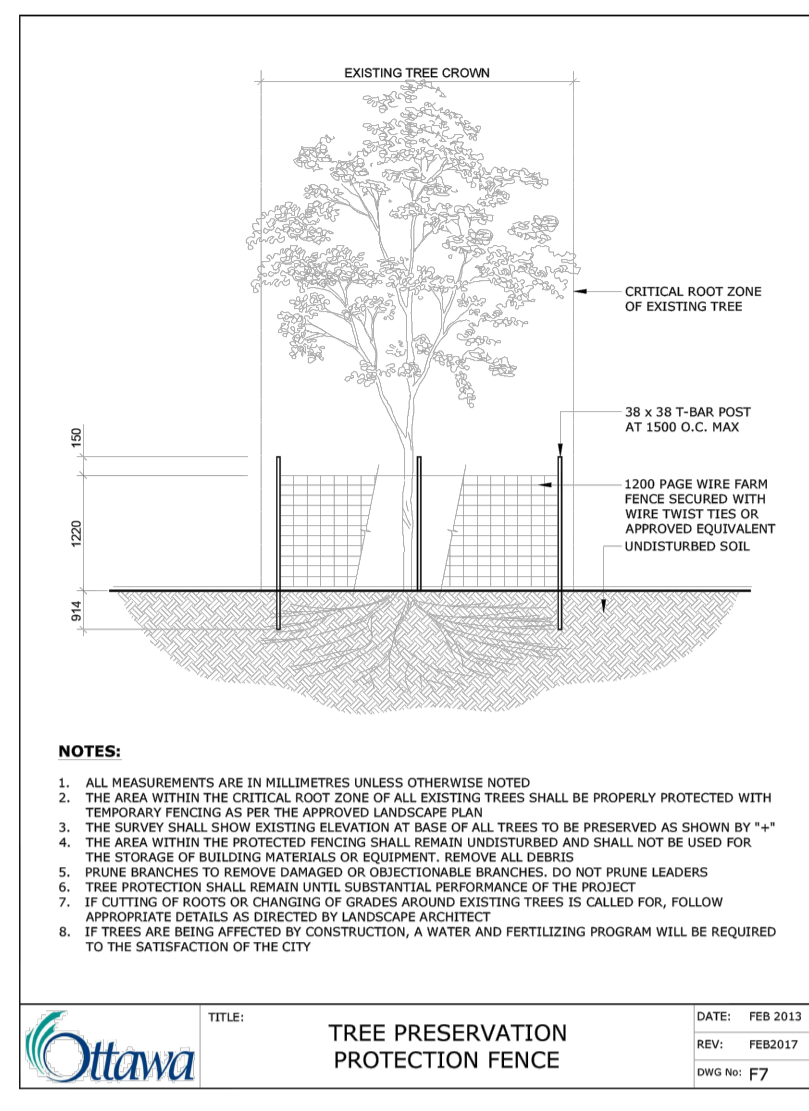 EXISTING TREE CROWN
CRITICAL ROOT ZONE
OF EXISTING TREE
38 x 38 T-BAR POST
AT 1500 O.C. MAX
150
1220
914
1200 PAGE WIRE FARM
FENCE SECURED WITH
WIRE TWIST TIES OR
APPROVED EQUIVALENT
UNDISTURBED SOIL
NOTES:
1. ALL MEASUREMENTS ARE IN MILLIMETRES UNLESS OTHERWISE NOTED
2. THE AREA WITHIN THE CRITICAL ROOT ZONE OF ALL EXISTING TREES SHALL BE PROPERLY PROTECTED WITH
TEMPORARY FENCING AS PER THE APPROVED LANDSCAPE PLAN
3. THE SURVEY SHALL SHOW EXISTING ELEVATION AT BASE OF ALL TREES TO BE PRESERVED AS SHOWN BY "+"
4. THE AREA WITHIN THE PROTECTED FENCING SHALL REMAIN UNDISTURBED AND SHALL NOT BE USED FOR
THE STORAGE OF BUILDING MATERIALS OR EQUIPMENT. REMOVE ALL DEBRIS
5. PRUNE BRANCHES TO REMOVE DAMAGED OR OBJECTIONABLE BRANCHES. DO NOT PRUNE LEADERS
6. TREE PROTECTION SHALL REMAIN UNTIL SUBSTANTIAL PERFORMANCE OF THE PROJECT
7. IF CUTTING OF ROOTS OR CHANGING OF GRADES AROUND EXISTING TREES IS CALLED FOR, FOLLOW
APPROPRIATE DETAILS AS DIRECTED BY LANDSCAPE ARCHITECT
8. IF TREES ARE BEING AFFECTED BY CONSTRUCTION, A WATER AND FERTILIZING PROGRAM WILL BE REQUIRED
TO THE SATISFACTION OF THE CITY
Ottawa
TITLE:
TREE PRESERVATION
PROTECTION FENCE
DATE: FEB 2013
REV: FEB2017
DWG No: F7